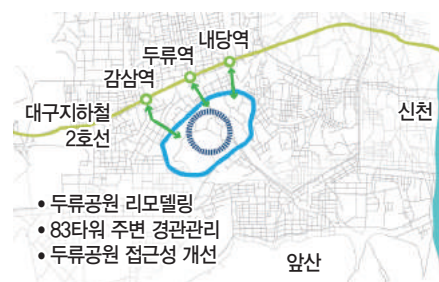 내당역
두류역
감삼역
대구지하철
2호선
신천
• 두류공원 리모델링
• 83타워 주변 경관관리
• 두류공원 접근성 개선
앞산